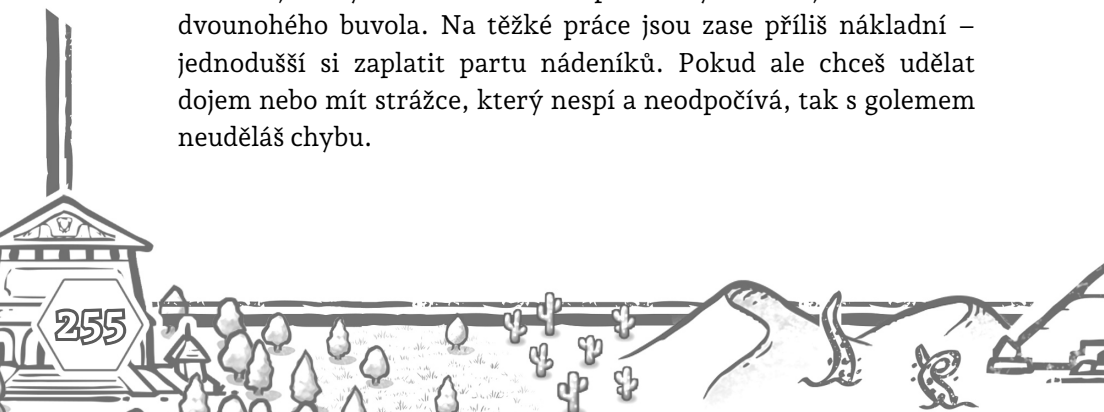 dvounohého buvola. Na těžké práce jsou zase příliš nákladní –
jednodušší si zaplatit partu nádeníků. Pokud ale chceš udělat
dojem nebo mít strážce, který nespí a neodpočívá, tak s golemem
neuděláš chybu.
255